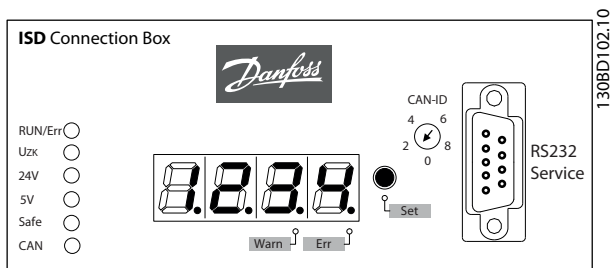 ISD Connection Box
Danfoss
130BD102.10
CAN-ID
4 6
2 8
0
RUN/Err
UZK
24V
5V
Safe
CAN
1.2.3.4.
Set
Warn Err
RS232
Service